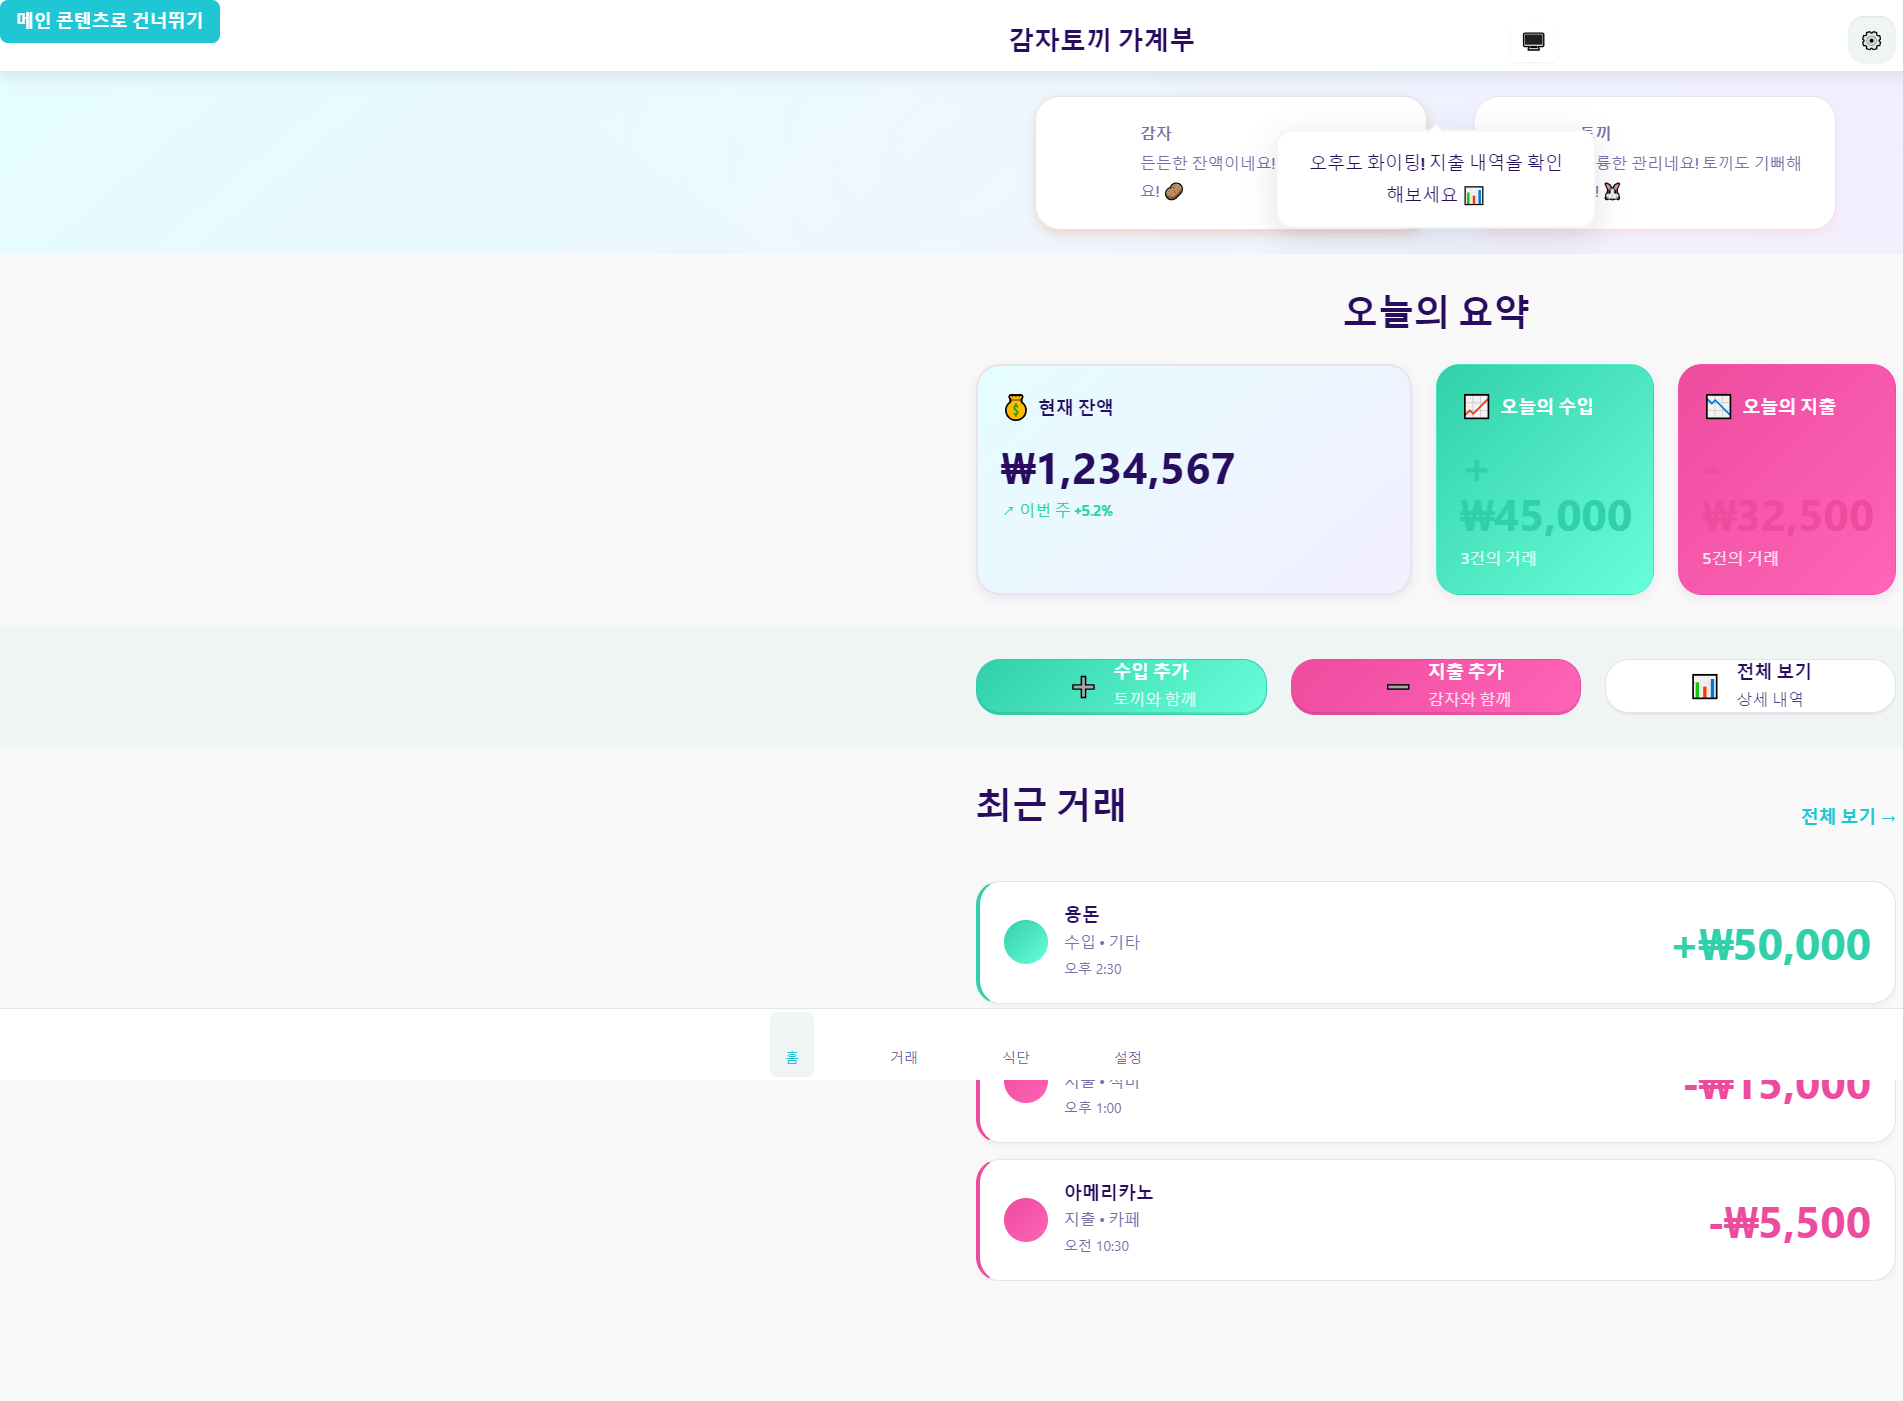 메인 콘텐츠로 건너뛰기
감자토끼 가계부
감자
든든한 잔액이네요!
요! 🥔
오후도 화이팅! 지출 내역을 확인
해보세요 📊
륭한 관리네요! 토끼도 기뻐해
! 🐰
오늘의 요약
💰 현재 잔액
₩1,234,567
↗ 이번 주 +5.2%
📈 오늘의 수입
+
₩45,000
3건의 거래
📉 오늘의 지출
-
₩32,500
5건의 거래
➕ 수입 추가
토끼와 함께
➖ 지출 추가
감자와 함께
📊 전체 보기
상세 내역
최근 거래
전체 보기 →
용돈
수입 • 기타
오후 2:30
+₩50,000
홈
거래
식단
설정
지출 • 식비
오후 1:00
-₩15,000
아메리카노
지출 • 카페
오전 10:30
-₩5,500